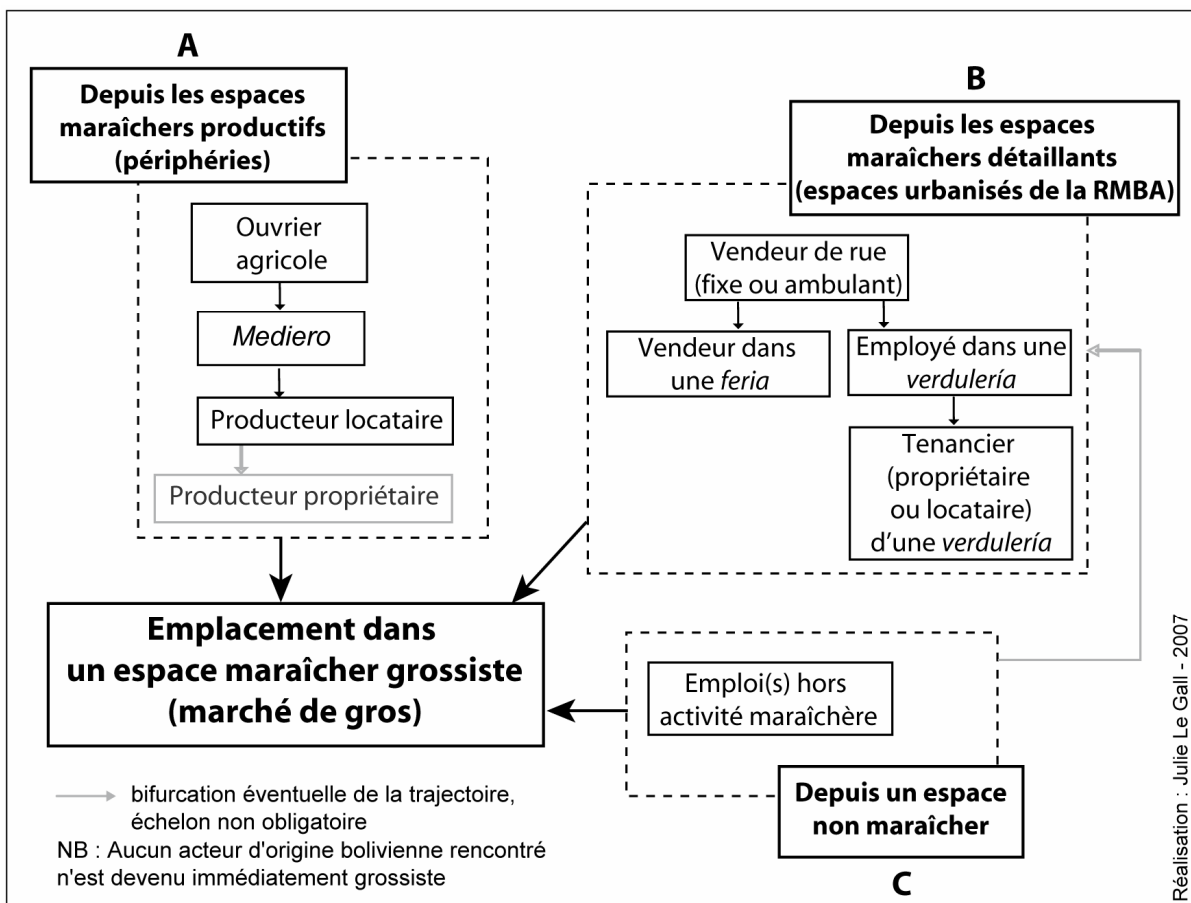 A
Depuis les espaces
maraîchers productifs
(périphéries)
Ouvrier
agricole
Mediero
Producteur locataire
Producteur propriétaire
B
Depuis les espaces
maraîchers détaillants
(espaces urbanisés de la RMBA)
Vendeur de rue
(fixe ou ambulant)
Vendeur dans
une feria
Employé dans une
verdulería
Tenancier
(propriétaire
ou locataire)
d'une verdulería
Emplacement dans
un espace maraîcher grossiste
(marché de gros)
Emploi(s) hors
activité maraîchère
Depuis un espace
non maraîcher
C
bifurcation éventuelle de la trajectoire,
échelon non obligatoire
NB : Aucun acteur d'origine bolivienne rencontré
n'est devenu immédiatement grossiste
Réalisation : Julie Le Gall - 2007